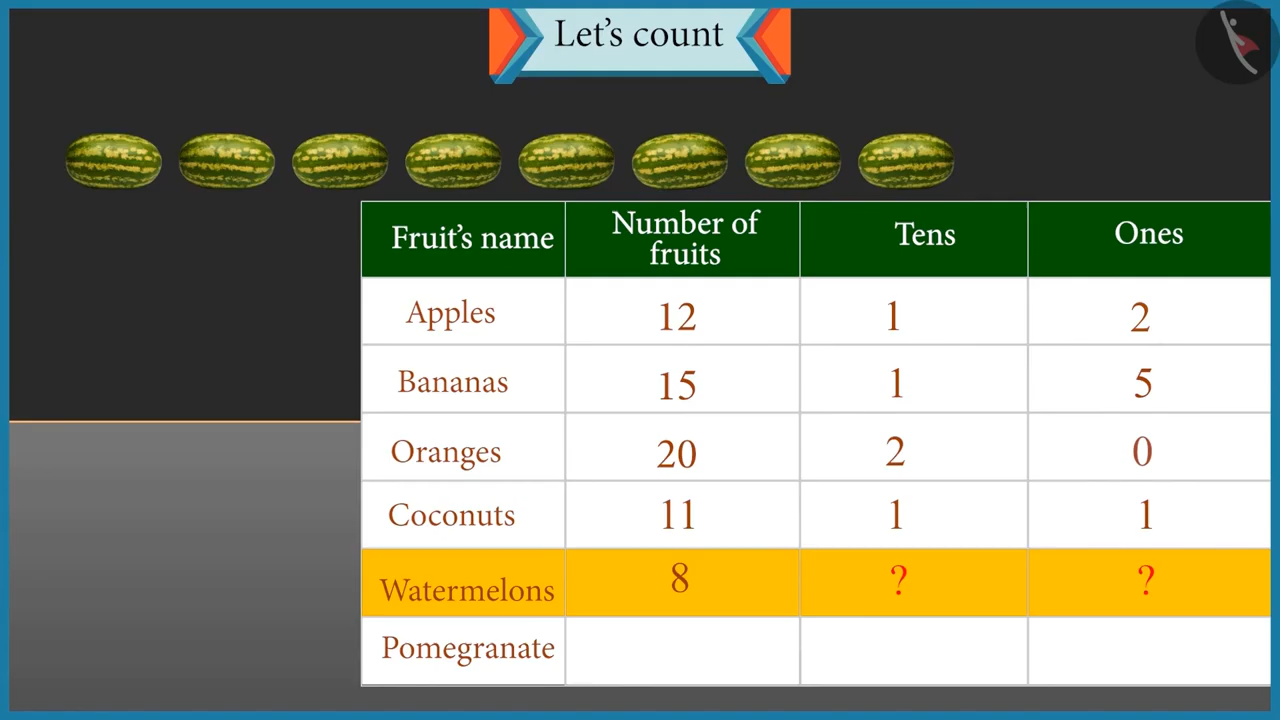 Let's count
Fruit's name Number of fruits Tens Ones
Apples 12 1 2
Bananas 15 1 5
Oranges 20 2 0
Coconuts 11 1 1
Watermelons 8 ? ?
Pomegranate